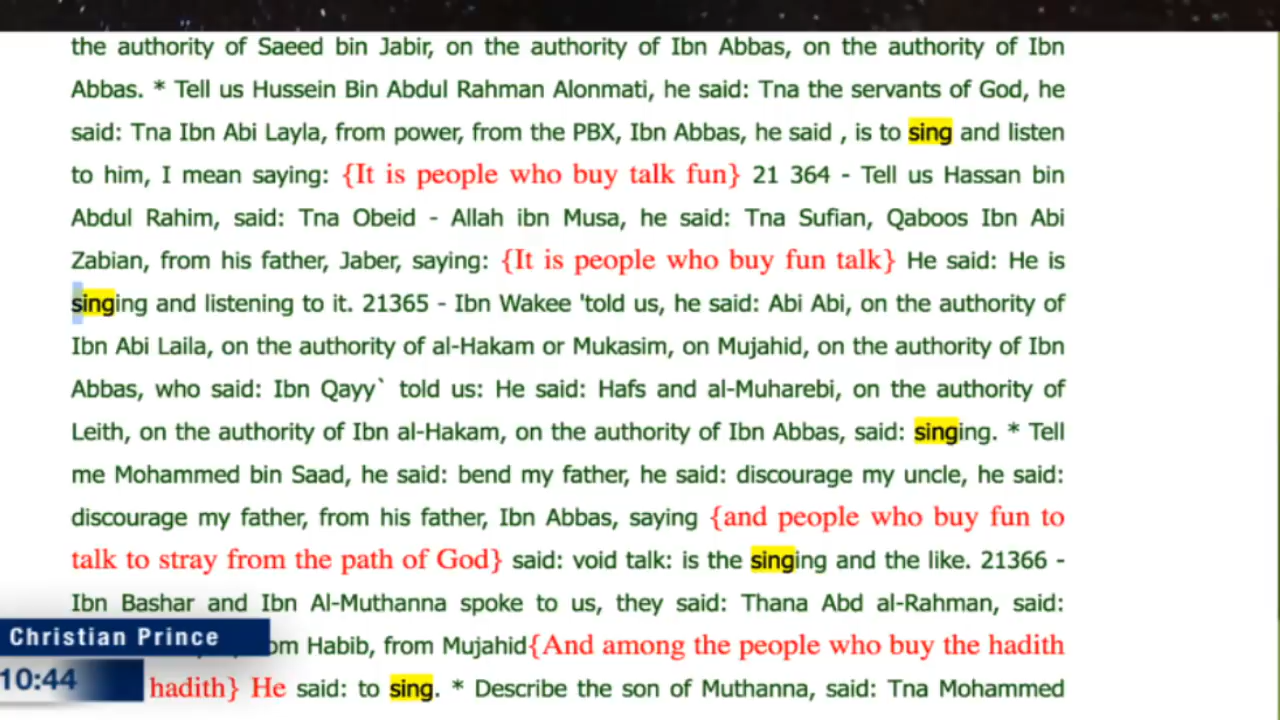 the authority of Saeed bin Jabir, on the authority of Ibn Abbas, on the authority of Ibn
Abbas. * Tell us Hussein Bin Abdul Rahman Alonmati, he said: Tna the servants of God, he
said: Tna Ibn Abi Layla, from power, from the PBX, Ibn Abbas, he said , is to sing and listen
to him, I mean saying: {It is people who buy talk fun} 21 364 - Tell us Hassan bin
Abdul Rahim, said: Tna Obeid - Allah ibn Musa, he said: Tna Sufian, Qaboos Ibn Abi
Zabian, from his father, Jaber, saying: {It is people who buy fun talk} He said: He is
singing and listening to it. 21365 - Ibn Wakee 'told us, he said: Abi Abi, on the authority of
Ibn Abi Laila, on the authority of al-Hakam or Mukasim, on Mujahid, on the authority of Ibn
Abbas, who said: Ibn Qayy` told us: He said: Hafs and al-Muharebi, on the authority of
Leith, on the authority of Ibn al-Hakam, on the authority of Ibn Abbas, said: singing. * Tell
me Mohammed bin Saad, he said: bend my father, he said: discourage my uncle, he said:
discourage my father, from his father, Ibn Abbas, saying {and people who buy fun to
talk to stray from the path of God} said: void talk: is the singing and the like. 21366 -
Ibn Bashar and Ibn Al-Muthanna spoke to us, they said: Thana Abd al-Rahman, said:
Habib, from Mujahid{And among the people who buy the hadith
hadith} He said: to sing. * Describe the son of Muthanna, said: Tna Mohammed
Christian Prince
10:44